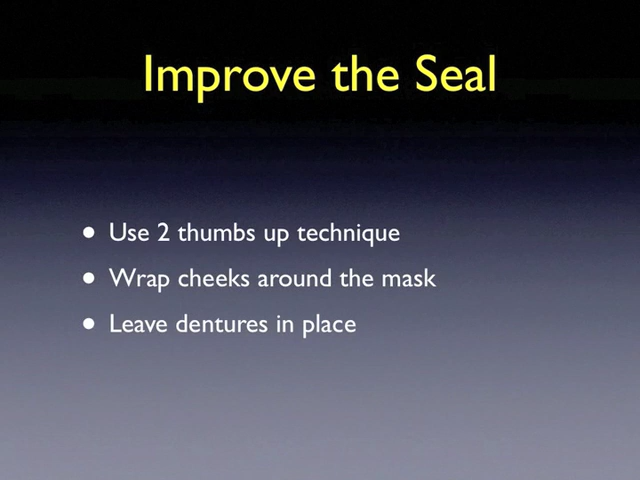 Improve the Seal
• Use 2 thumbs up technique
• Wrap cheeks around the mask
• Leave dentures in place